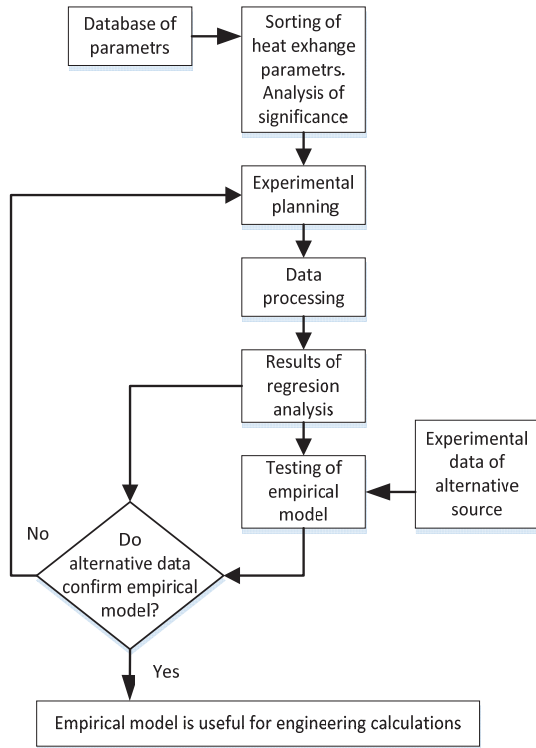 Database of
parametrs
Sorting of
heat exhange
parametrs.
Analysis of
significance
Experimental
planning
Data
processing
Results of
regresion
analysis
Experimental
data of
alternative
source
Testing of
empirical
model
No
Do
alternative data
confirm empirical
model?
Yes
Empirical model is useful for engineering calculations